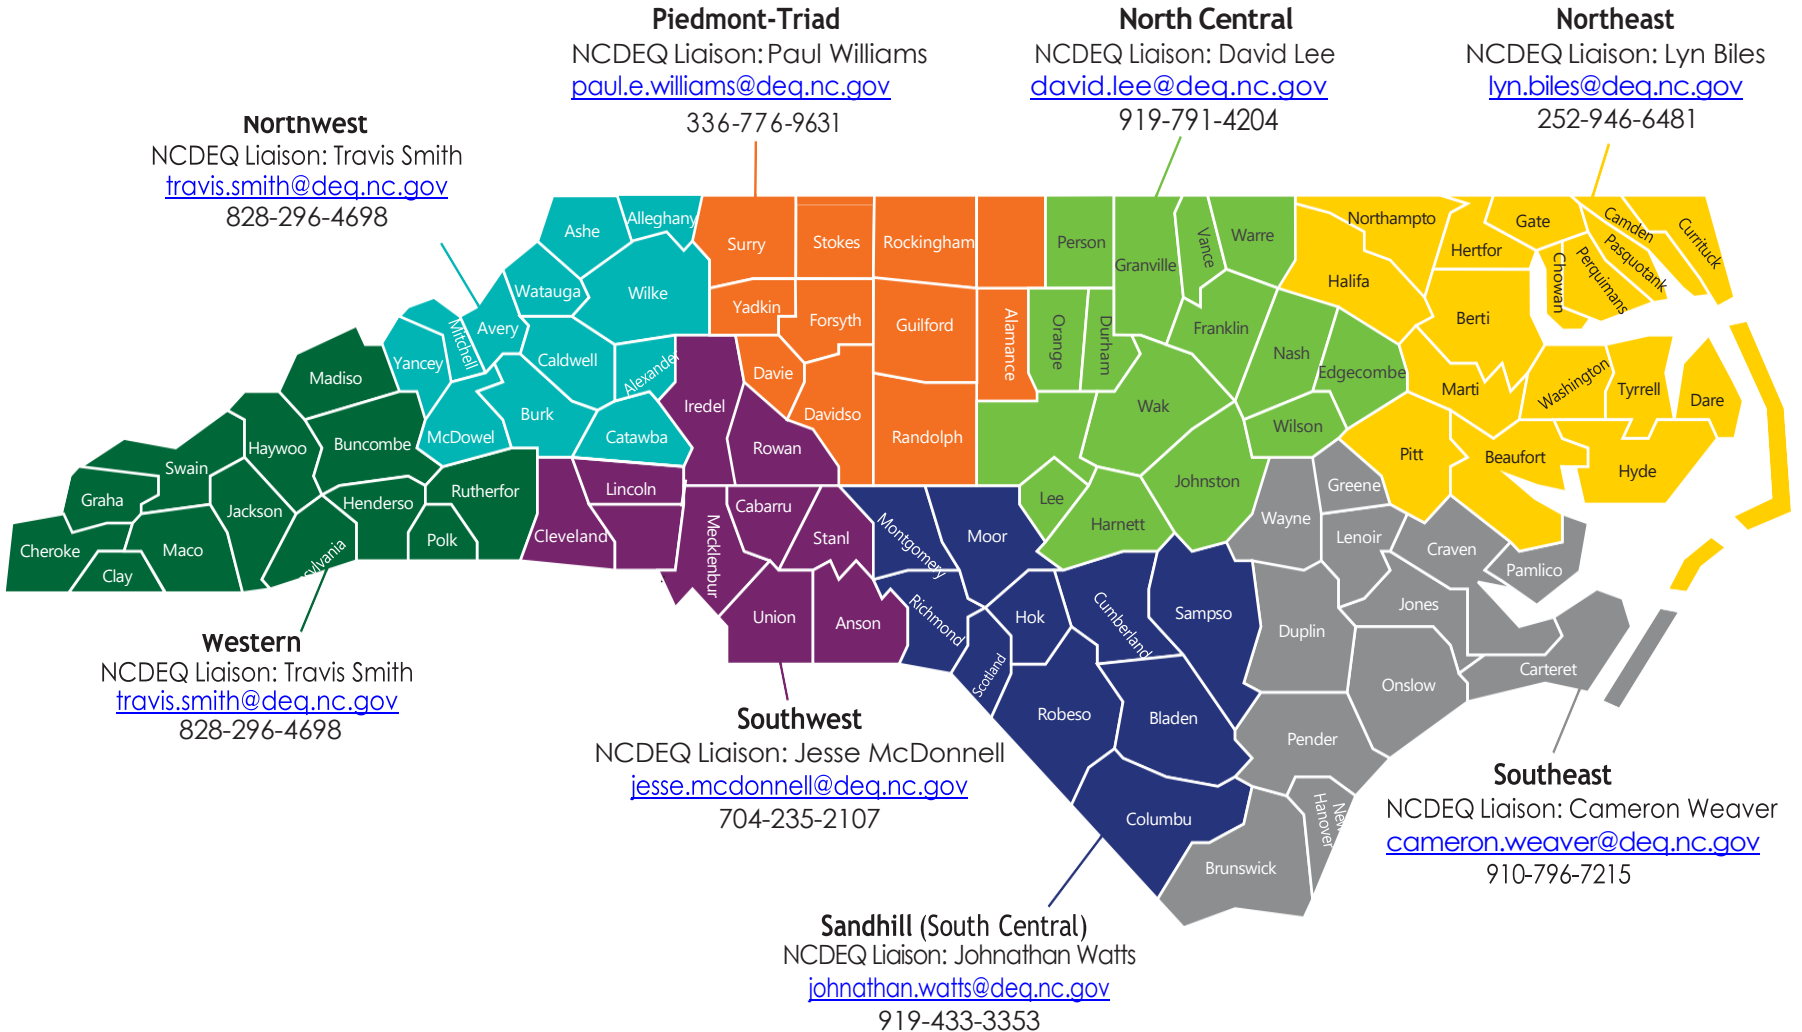 Piedmont-Triad
NCDEQ Liaison: Paul Williams
paul.e.williams@deq.nc.gov
336-776-9631
North Central
NCDEQ Liaison: David Lee
david.lee@deq.nc.gov
919-791-4204
Northeast
NCDEQ Liaison: Lyn Biles
lyn.biles@deq.nc.gov
252-946-6481
Northwest
NCDEQ Liaison: Travis Smith
travis.smith@deq.nc.gov
828-296-4698
Ashe
Alleghany
Surry
Stokes
Rockingham
Person
Granville
Vance
Warre
Northampto
Gate
Camden
Currituck
Hertfor
Pasquotank
Perquimans
Chowan
Halifa
Watauga
Wilke
Yadkin
Forsyth
Guilford
Alamance
Orange
Durham
Franklin
Nash
Edgecombe
Berti
Mitchell
Avery
Yancey
Caldwell
Alexander
Davie
Iredel
Davidso
Randolph
Wak
Wilson
Marti
Washington
Tyrrell
Dare
Madiso
Buncombe
McDowel
Burk
Catawba
Rowan
Haywoo
Swain
Graha
Jackson
Henderso
Rutherfor
Polk
Cheroke
Clay
Maco
sylvania
Cleveland
Lincoln
Mecklenbur
Cabarru
Stanl
Union
Anson
Montgomery
Moor
Richmond
Scotland
Hok
Cumberland
Sampso
Robeso
Bladen
Columbu
Lee
Harnett
Johnston
Pitt
Beaufort
Hyde
Greene
Wayne
Lenoir
Craven
Pamlico
Jones
Duplin
Onslow
Carteret
Pender
New
Hanover
Brunswick
Western
NCDEQ Liaison: Travis Smith
travis.smith@deq.nc.gov
828-296-4698
Southwest
NCDEQ Liaison: Jesse McDonnell
jesse.mcdonnell@deq.nc.gov
704-235-2107
Southeast
NCDEQ Liaison: Cameron Weaver
cameron.weaver@deq.nc.gov
910-796-7215
Sandhill (South Central)
NCDEQ Liaison: Johnathan Watts
johnathan.watts@deq.nc.gov
919-433-3353